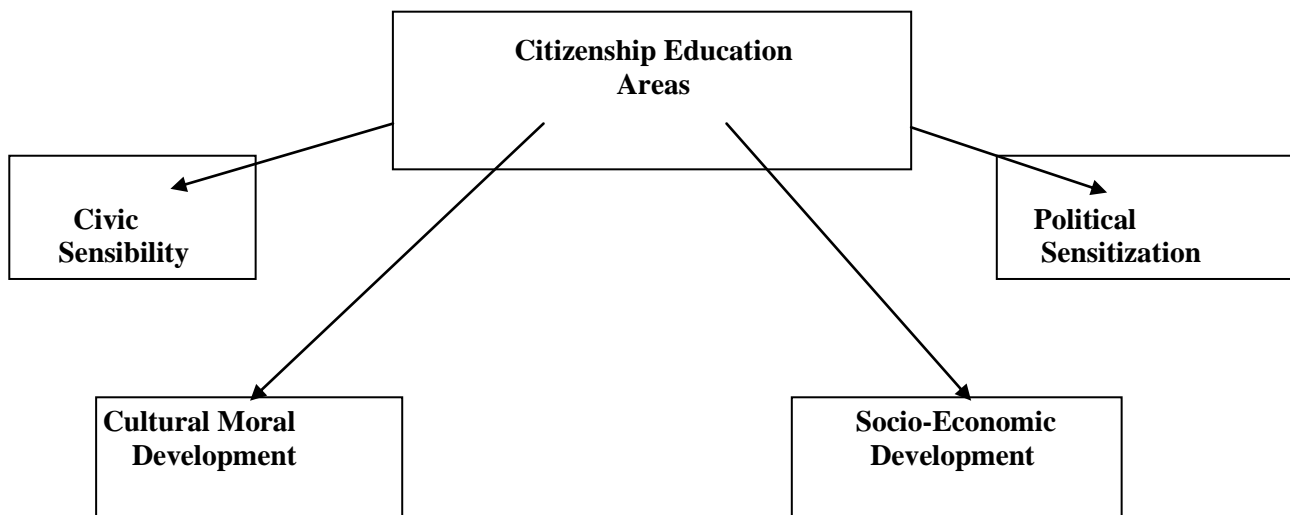 Citizenship Education
Areas
Civic
Sensibility
Political
Sensitization
Cultural Moral
Development
Socio-Economic
Development